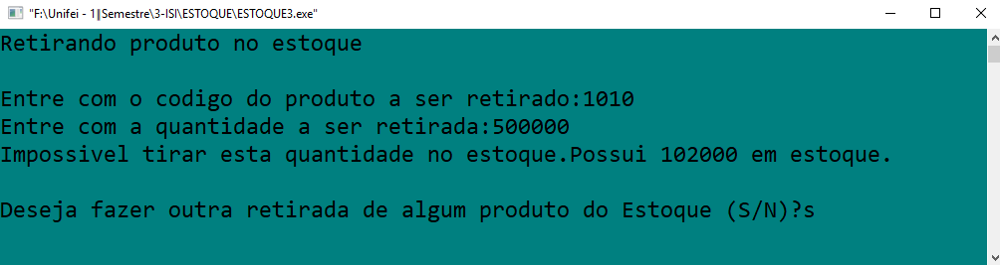 "F:\Unifei - 1‖Semestre\3-ISI\ESTOQUE\ESTOQUE3.exe"
Retirando produto no estoque
Entre com o codigo do produto a ser retirado:1010
Entre com a quantidade a ser retirada:500000
Impossivel tirar esta quantidade no estoque.Possui 102000 em estoque.
Deseja fazer outra retirada de algum produto do Estoque (S/N)?s